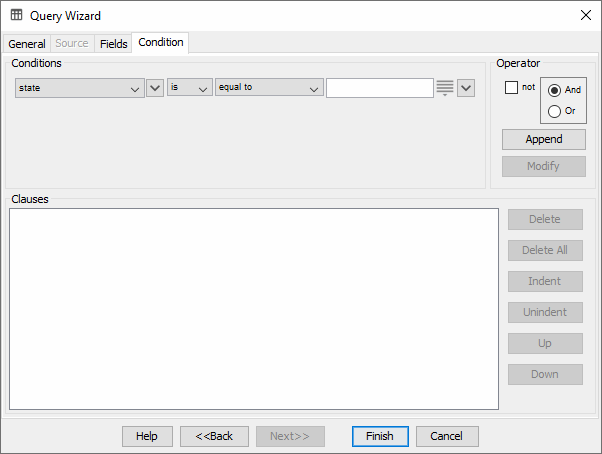 Query Wizard
General Source Fields Condition
Conditions
state is equal to
Operator
not
And
Or
Append
Modify
Clauses
Delete
Delete All
Indent
Unindent
Up
Down
Help <<Back Next>> Finish Cancel